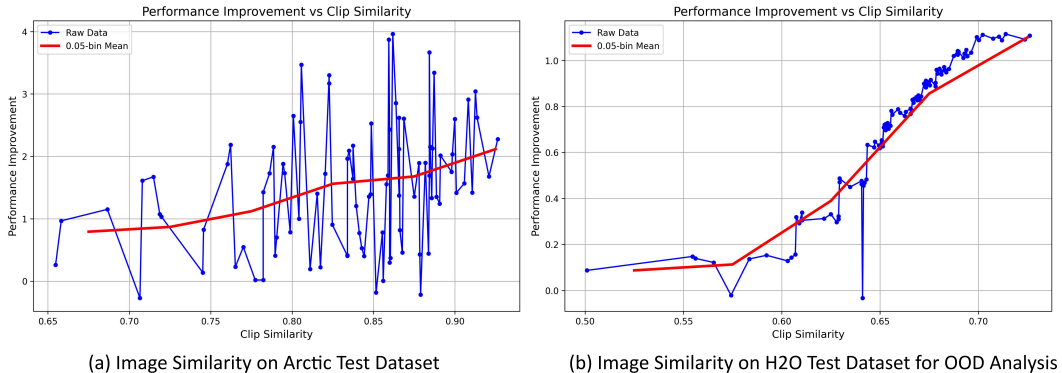 Performance Improvement vs Clip Similarity
Raw Data
0.05-bin Mean
Performance Improvement
4
3
2
1
0
0.65
0.70
0.75
0.80
0.85
0.90
Clip Similarity
(a) Image Similarity on Arctic Test Dataset
Performance Improvement vs Clip Similarity
Raw Data
0.05-bin Mean
Performance Improvement
1.0
0.8
0.6
0.4
0.2
0.0
0.50
0.55
0.60
0.65
0.70
Clip Similarity
(b) Image Similarity on H2O Test Dataset for OOD Analysis